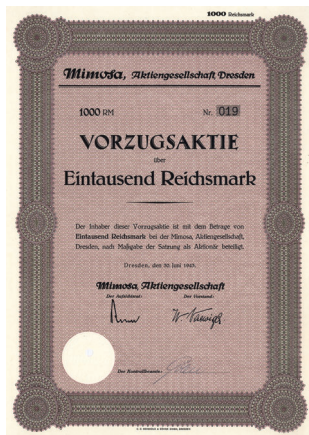 1000 Reichsmark
Mimosa, Aktiengesellschaft, Dresden
1000 RM Nr. 019
VORZUGSAKTIE
über
Eintausend Reichsmark
Der Inhaber dieser Vorzugsaktie ist mit dem Betrage von
Eintausend Reichsmark bei der Mimosa, Aktiengesellschaft,
Dresden, nach Maßgabe der Satzung als Aktionär beteiligt.
Dresden, den 30. Juni 1943.
Mimosa, Aktiengesellschaft
Der Aufsichtsrat: Der Vorstand:
Der Kontrollbeamte: